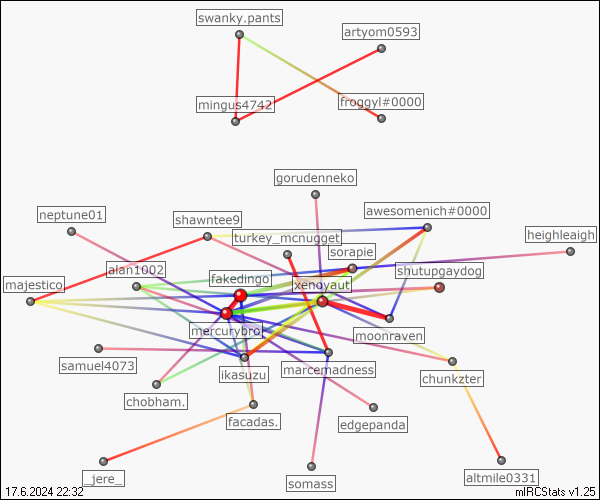 swanky.pants
artyom0593
mingus4742
froggyl#0000
gorudenneko
neptune01
shawntee9
awesomenich#0000
turkey_mcnugget
heighleaigh
sorapie
alan1002
fakedingo
shutupgaydog
majestico
xenoyaut
mercurybro
moonraven
samuel4073
ikasuzu
marcemadness
chunkzter
chobham.
facadas.
edgepanda
_jere_
somass
altmile0331
17.6.2024 22:32
mIRCStats v1.25